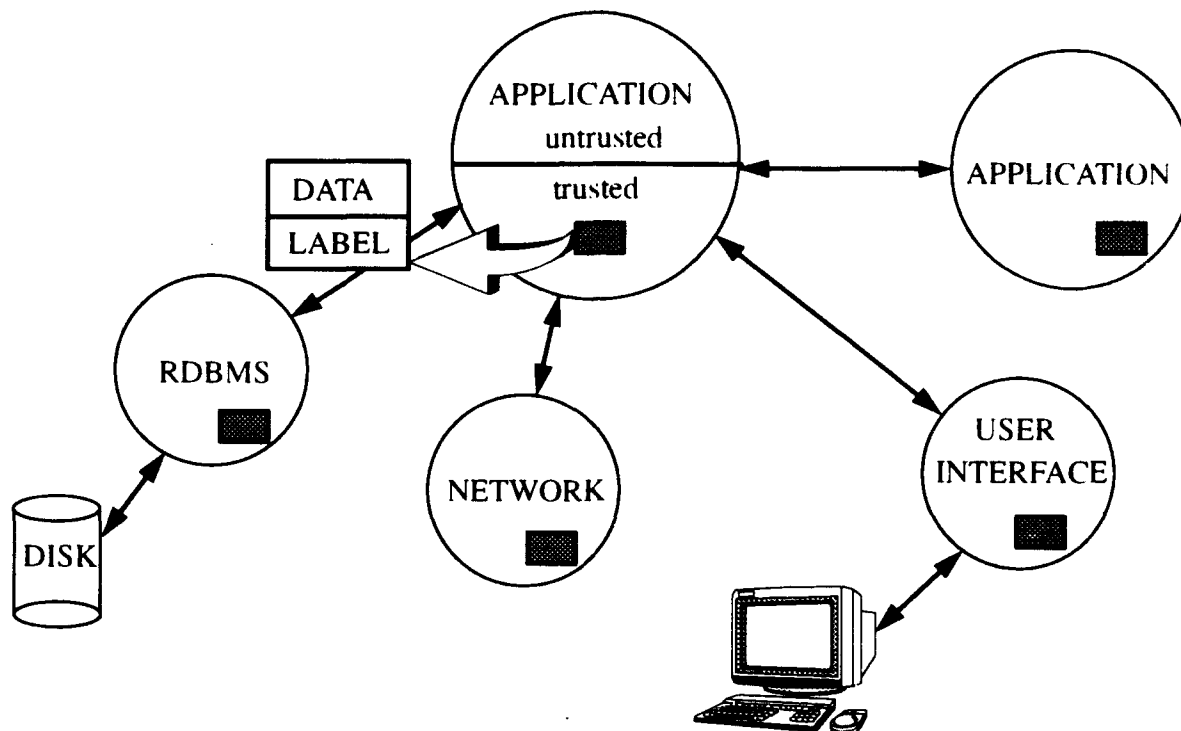 APPLICATION
untrusted
trusted
APPLICATION
DATA
LABEL
RDBMS
NETWORK
USER
INTERFACE
DISK